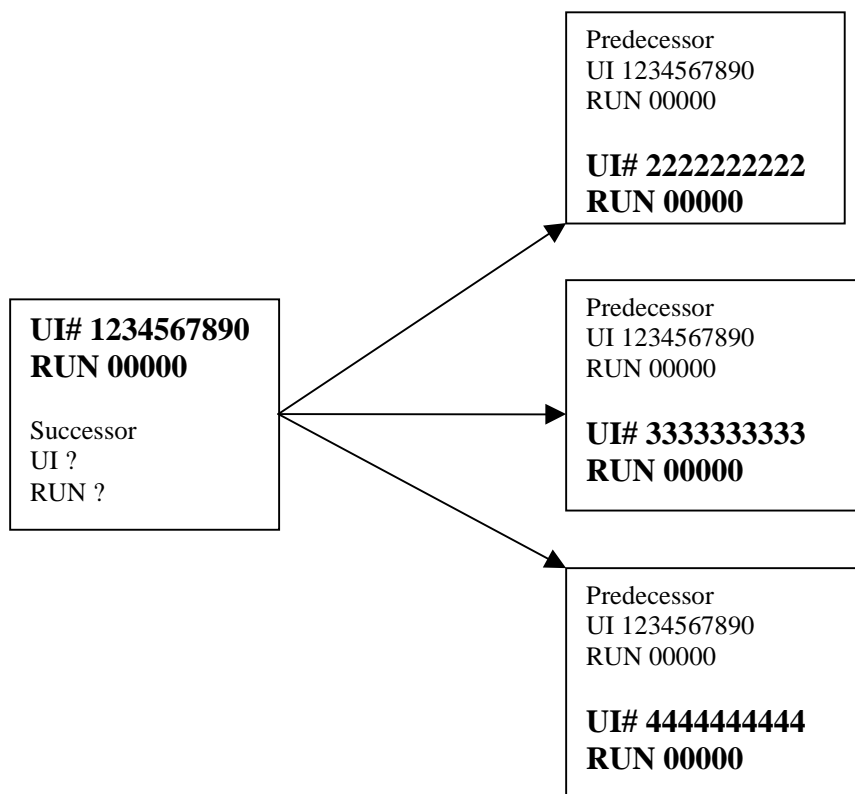 UI# 1234567890
RUN 00000
Successor
UI ?
RUN ?
Predecessor
UI 1234567890
RUN 00000
UI# 2222222222
RUN 00000
Predecessor
UI 1234567890
RUN 00000
UI# 3333333333
RUN 00000
Predecessor
UI 1234567890
RUN 00000
UI# 4444444444
RUN 00000